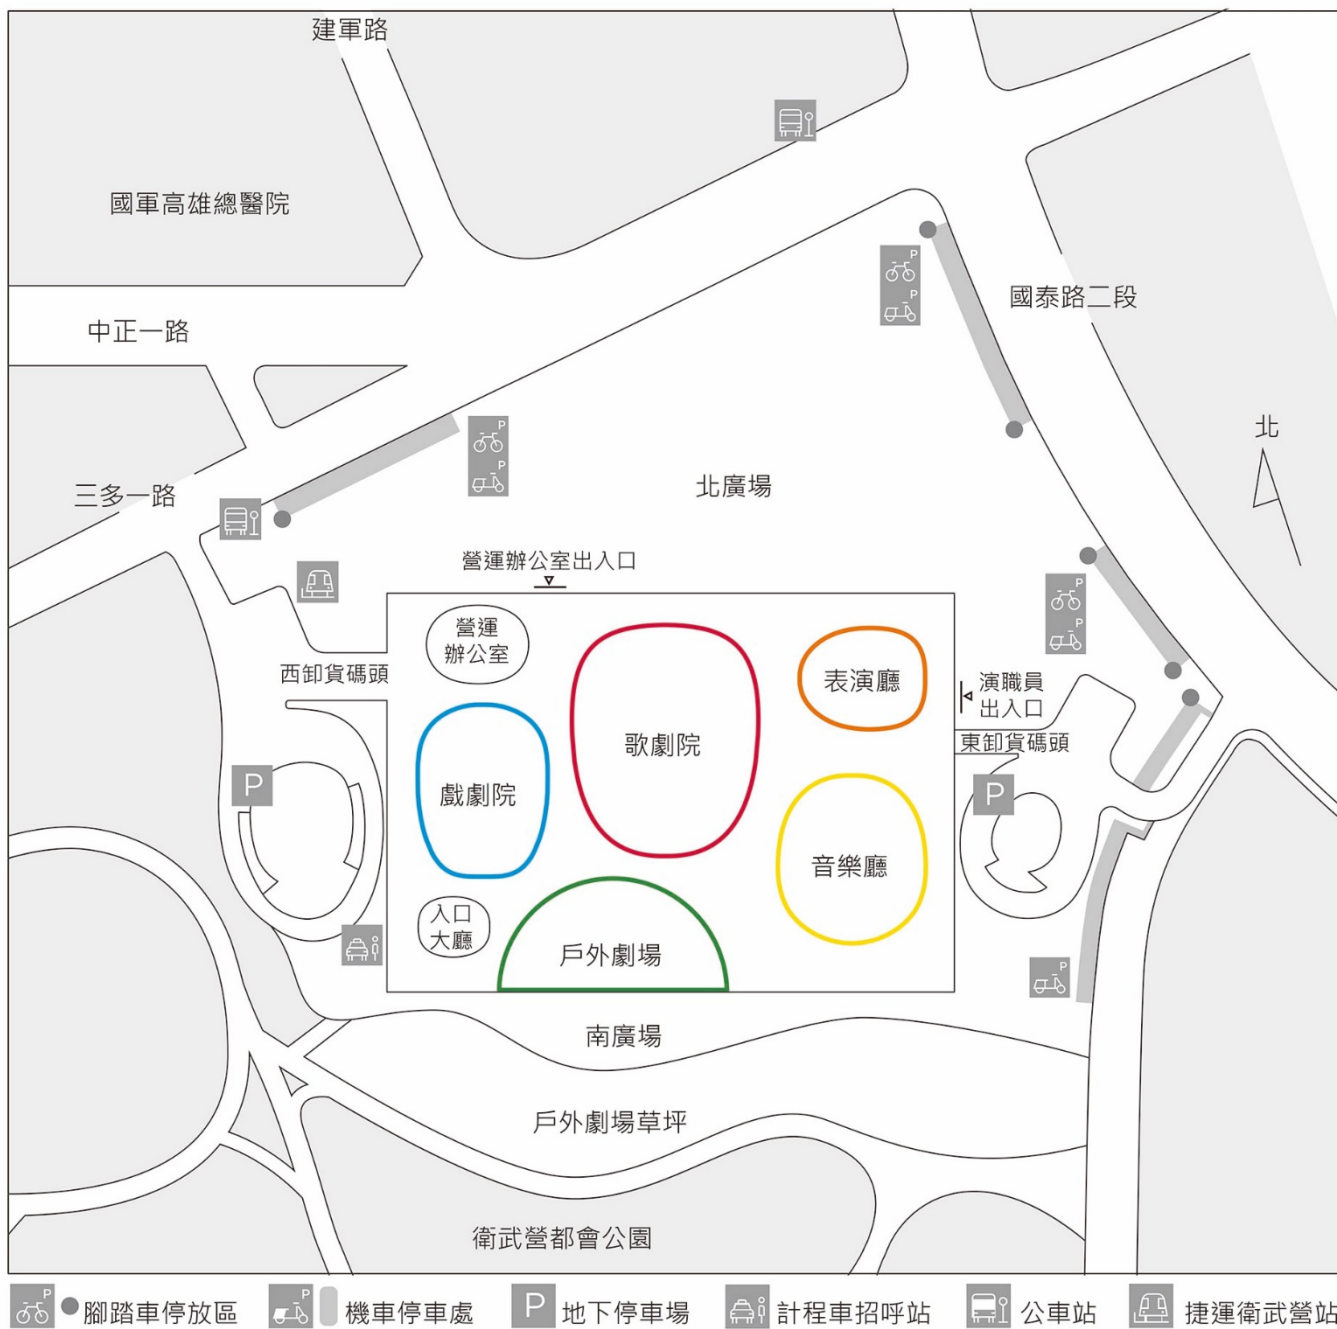 建軍路
國軍高雄總醫院
P
P
國泰路二段
中正一路
北
P
P
三多一路
北廣場
營運辦公室出入口
P
P
營運
辦公室
西卸貨碼頭
表演廳
演職員
出入口
歌劇院
東卸貨碼頭
P
戲劇院
P
音樂廳
入口
大廳
戶外劇場
P
南廣場
戶外劇場草坪
衛武營都會公園
P 腳踏車停放區
P 機車停車處
P 地下停車場
計程車招呼站
公車站
捷運衛武營站